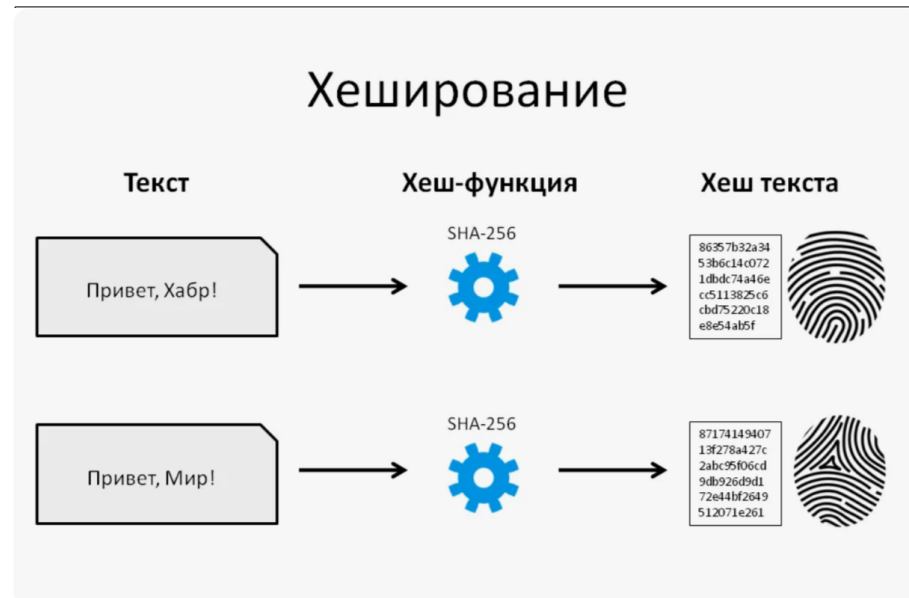 Хеширование
Текст
Хеш-функция
Хеш текста
SHA-256
Привет, Хабр!
86357b32a34
53b6c14c072
1dbdc74a46e
cc5113825c6
cbd75220c18
e8e54ab5f
SHA-256
Привет, Мир!
87174149407
13f278a427c
2abc95f06cd
9db926d9d1
72e44bf2649
512071e261